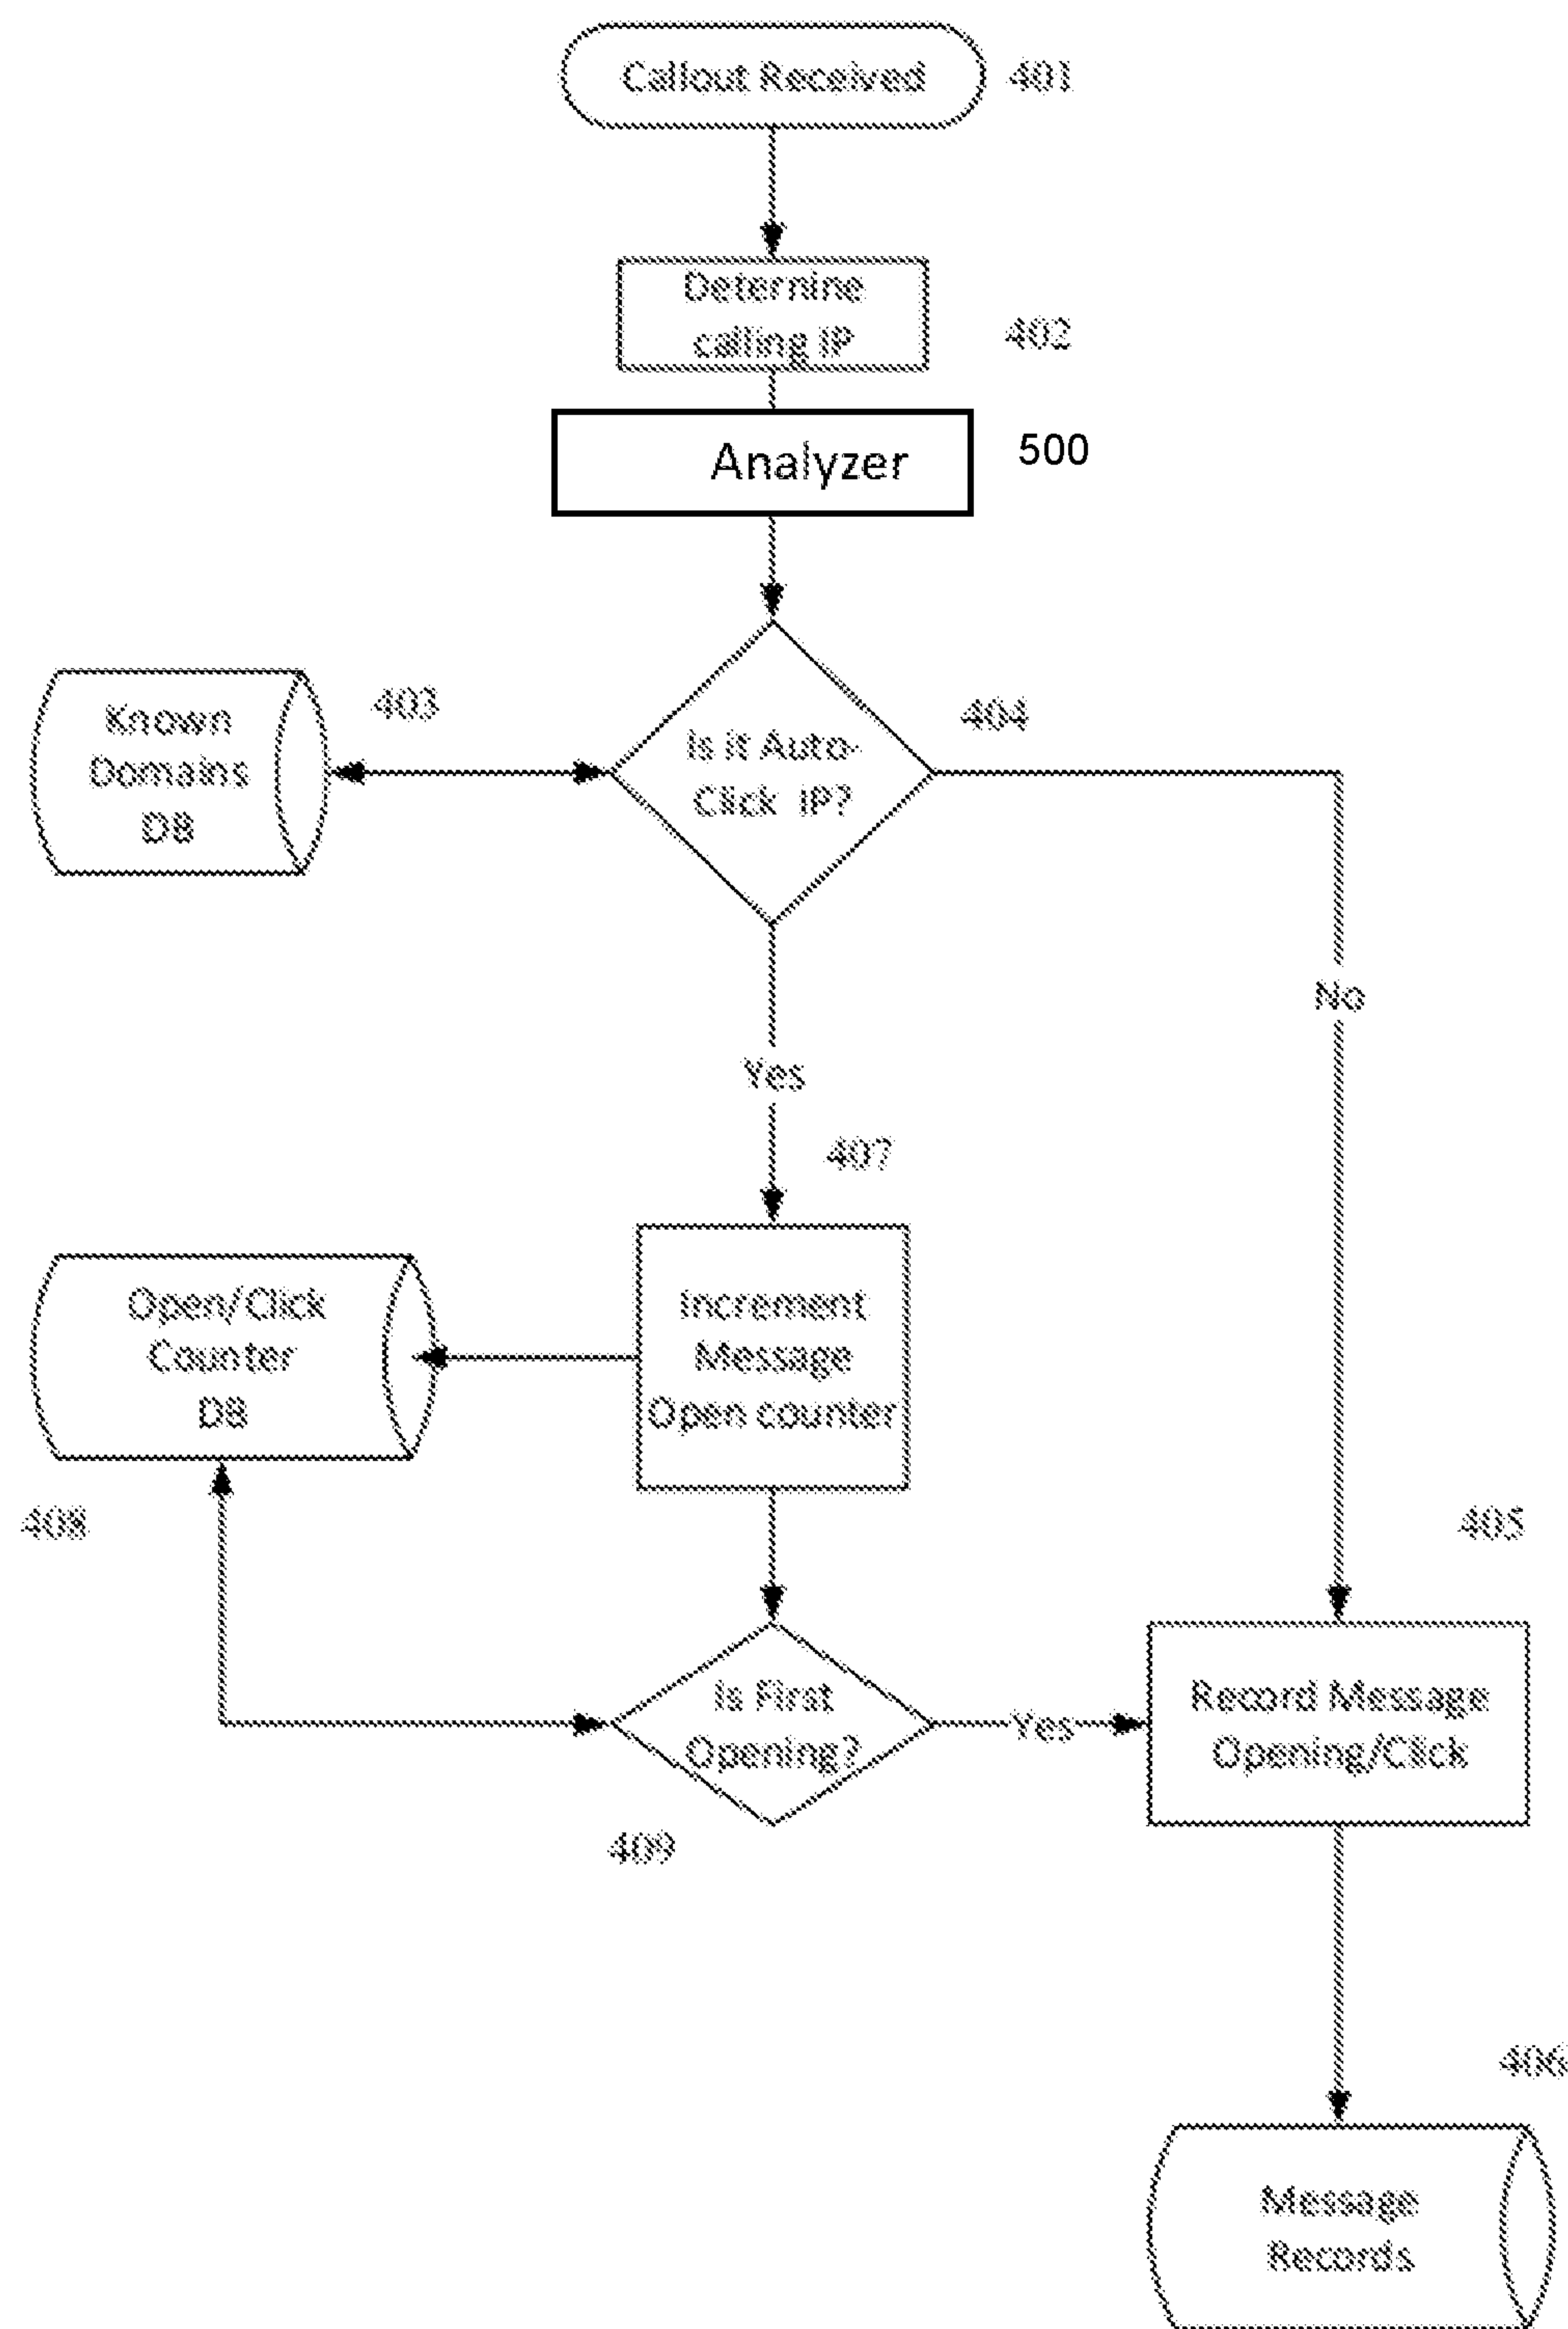 Callout Received
401
Determine
calling IP
402
Analyzer
500
Known
Domains
DB
403
Is it Auto-
Click IP?
404
No
Yes
407
Open/Click
Counter
DB
Increment
Message
Open counter
408
405
Is First
Opening?
Yes
Record Message
Opening/Click
409
406
Message
Records